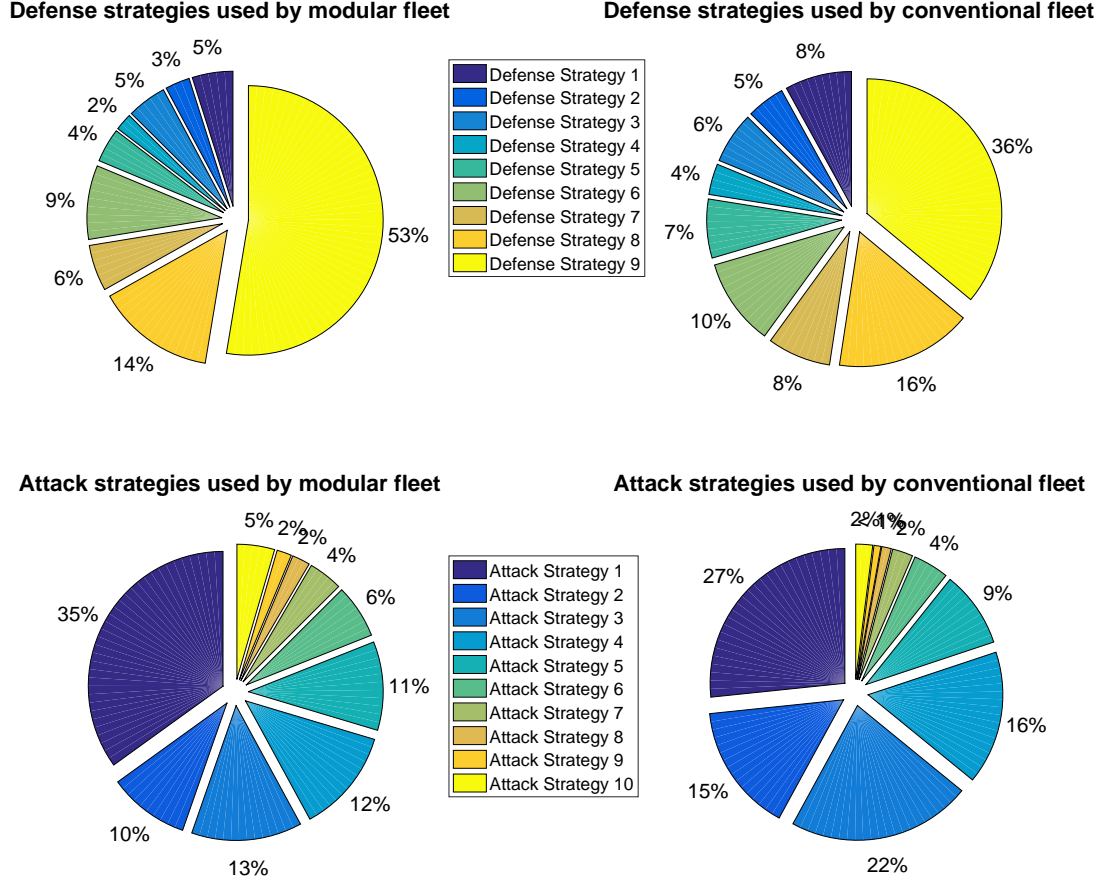 Defense strategies used by modular fleet
Defense strategies used by conventional fleet
5%
3%
5%
2%
4%
9%
6%
14%
53%
Defense Strategy 1
Defense Strategy 2
Defense Strategy 3
Defense Strategy 4
Defense Strategy 5
Defense Strategy 6
Defense Strategy 7
Defense Strategy 8
Defense Strategy 9
8%
5%
6%
4%
7%
10%
8%
16%
36%
Attack strategies used by modular fleet
Attack strategies used by conventional fleet
35%
10%
13%
12%
11%
6%
4%
2%
2%
5%
Attack Strategy 1
Attack Strategy 2
Attack Strategy 3
Attack Strategy 4
Attack Strategy 5
Attack Strategy 6
Attack Strategy 7
Attack Strategy 8
Attack Strategy 9
Attack Strategy 10
27%
15%
22%
16%
9%
4%
2%
1%
2%